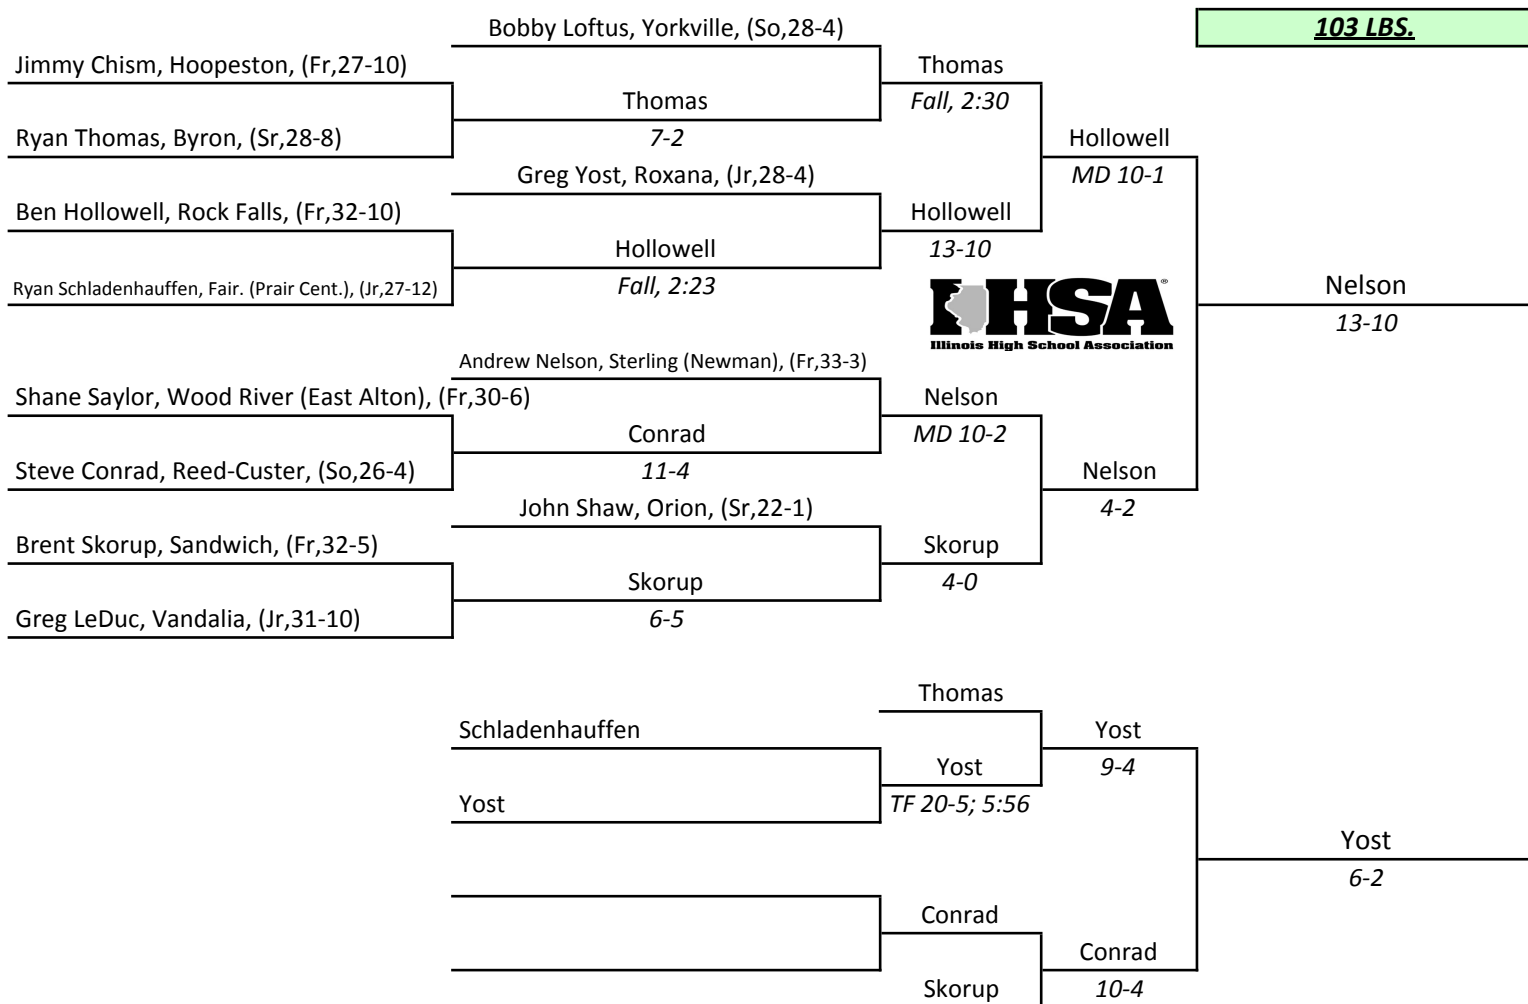 Bobby Loftus, Yorkville, (So,28-4)
103 LBS.
Jimmy Chism, Hoopeston, (Fr,27-10)
Thomas
Thomas
Fall, 2:30
Ryan Thomas, Byron, (Sr,28-8)
7-2
Hollowell
Greg Yost, Roxana, (Jr,28-4)
MD 10-1
Ben Hollowell, Rock Falls, (Fr,32-10)
Hollowell
Hollowell
13-10
Ryan Schladenhauffen, Fair. (Prair Cent.), (Jr,27-12)
Fall, 2:23
IHSA®
Nelson
13-10
Illinois High School Association
Andrew Nelson, Sterling (Newman), (Fr,33-3)
Shane Saylor, Wood River (East Alton), (Fr,30-6)
Nelson
Conrad
MD 10-2
Steve Conrad, Reed-Custer, (So,26-4)
11-4
Nelson
John Shaw, Orion, (Sr,22-1)
4-2
Brent Skorup, Sandwich, (Fr,32-5)
Skorup
Skorup
4-0
Greg LeDuc, Vandalia, (Jr,31-10)
6-5
Thomas
Schladenhauffen
Yost
Yost
9-4
Yost
TF 20-5; 5:56
Yost
6-2
Conrad
Conrad
Skorup
10-4